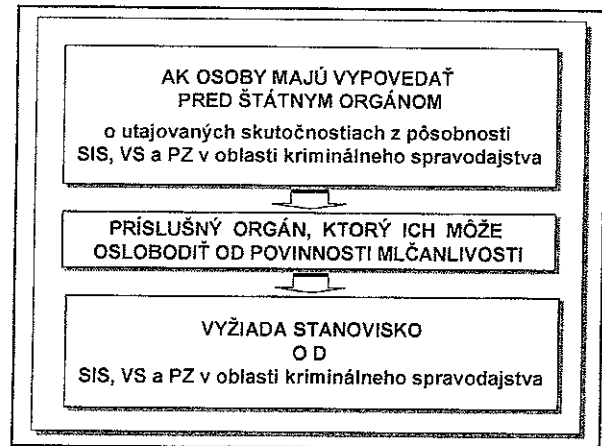 AK OSOBY MAJÚ VYPOVEDAŤ
PRED ŠTÁTNYM ORGÁNOM
o utajovaných skutočnostiach z pôsobnosti
SIS, VS a PZ v oblasti kriminálneho spravodajstva
PRÍSLUŠNÝ ORGÁN, KTORÝ ICH MÔŽE
OSLOBODIŤ OD POVINNOSTI MLČANLIVOSTI
VYŽIADA STANOVISKO
O D
SIS, VS a PZ v oblasti kriminálneho spravodajstva